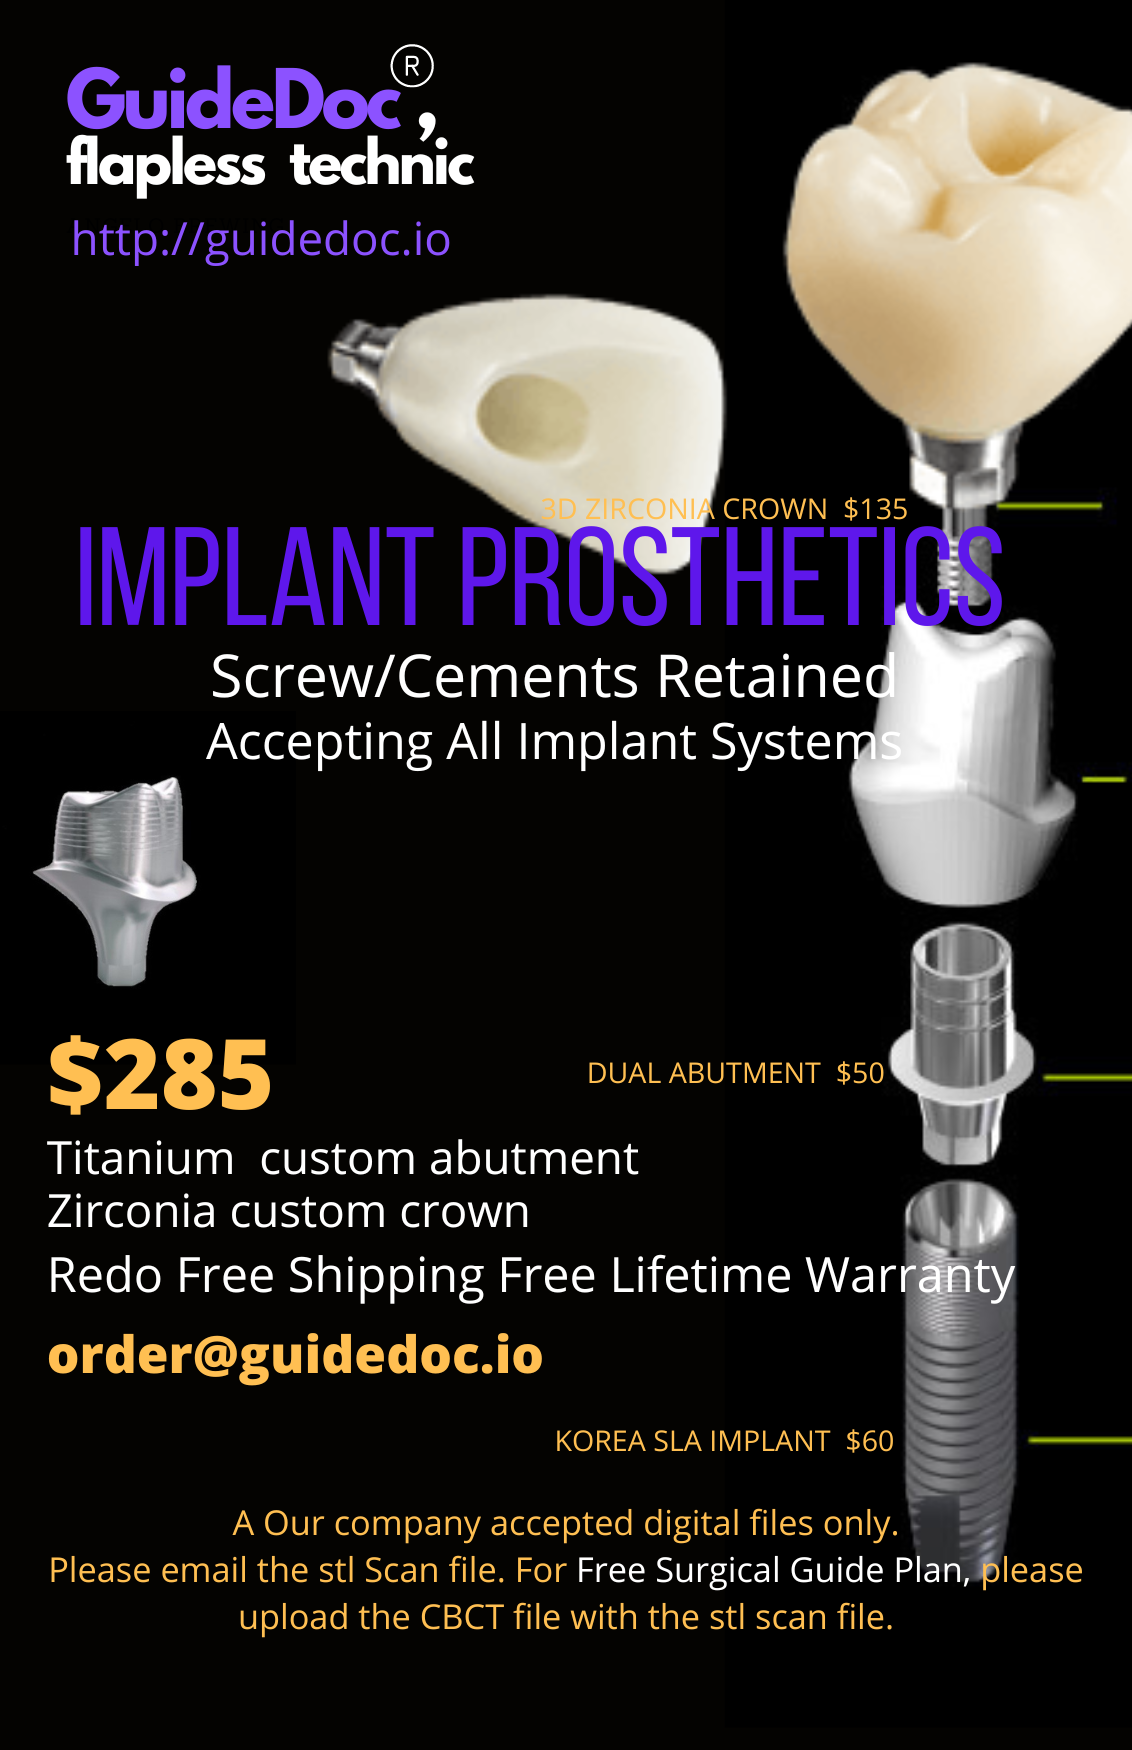 GuideDoc®,
flapless technic
http://guidedoc.io
3D ZIRCONIA CROWN $135
IMPLANT PROSTHETICS
Screw/Cements Retained
Accepting All Implant Systems
$285
DUAL ABUTMENT $50
Titanium custom abutment
Zirconia custom crown
Redo Free Shipping Free Lifetime Warranty
order@guidedoc.io
KOREA SLA IMPLANT $60
A Our company accepted digital files only.
Please email the stl Scan file. For Free Surgical Guide Plan, please
upload the CBCT file with the stl scan file.